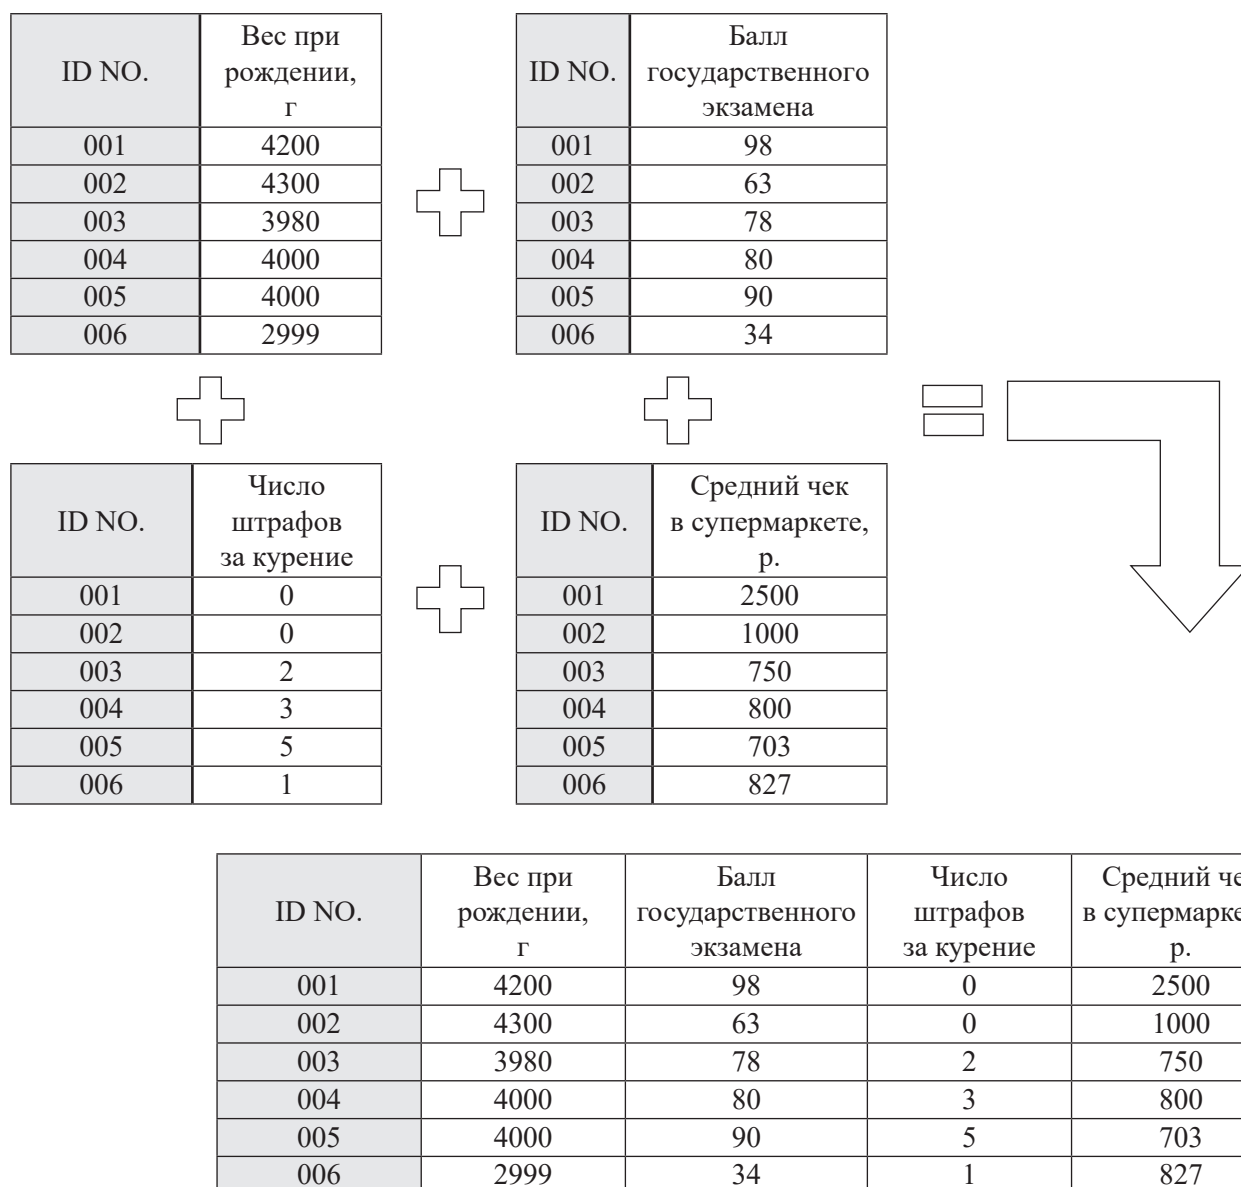 ID NO. Вес при рождении, г
001 4200
002 4300
003 3980
004 4000
005 4000
006 2999
ID NO. Балл государственного экзамена
001 98
002 63
003 78
004 80
005 90
006 34
ID NO. Число штрафов за курение
001 0
002 0
003 2
004 3
005 5
006 1
ID NO. Средний чек в супермаркете, р.
001 2500
002 1000
003 750
004 800
005 703
006 827
ID NO. Вес при рождении, г Балл государственного экзамена Число штрафов за курение Средний че в супермарке р.
001 4200 98 0 2500
002 4300 63 0 1000
003 3980 78 2 750
004 4000 80 3 800
005 4000 90 5 703
006 2999 34 1 827